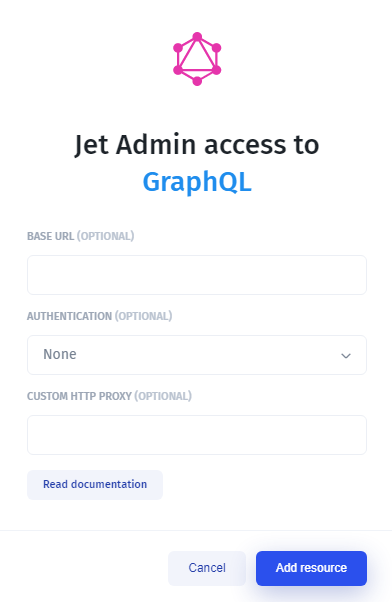 Jet Admin access to
GraphQL
BASE URL (OPTIONAL)
AUTHENTICATION (OPTIONAL)
None
CUSTOM HTTP PROXY (OPTIONAL)
Read documentation
Cancel
Add resource